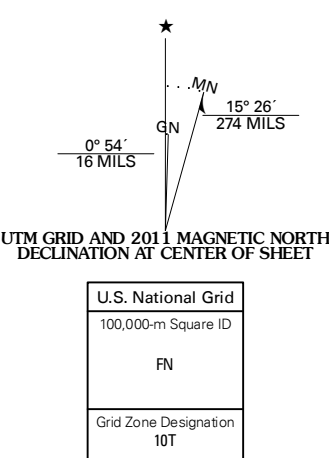 ★
MN
15° 26´
GN
274 MILS
0° 54´
16 MILS
UTM GRID AND 2011 MAGNETIC NORTH
DECLINATION AT CENTER OF SHEET
U.S. National Grid
100,000-m Square ID
FN
Grid Zone Designation
10T